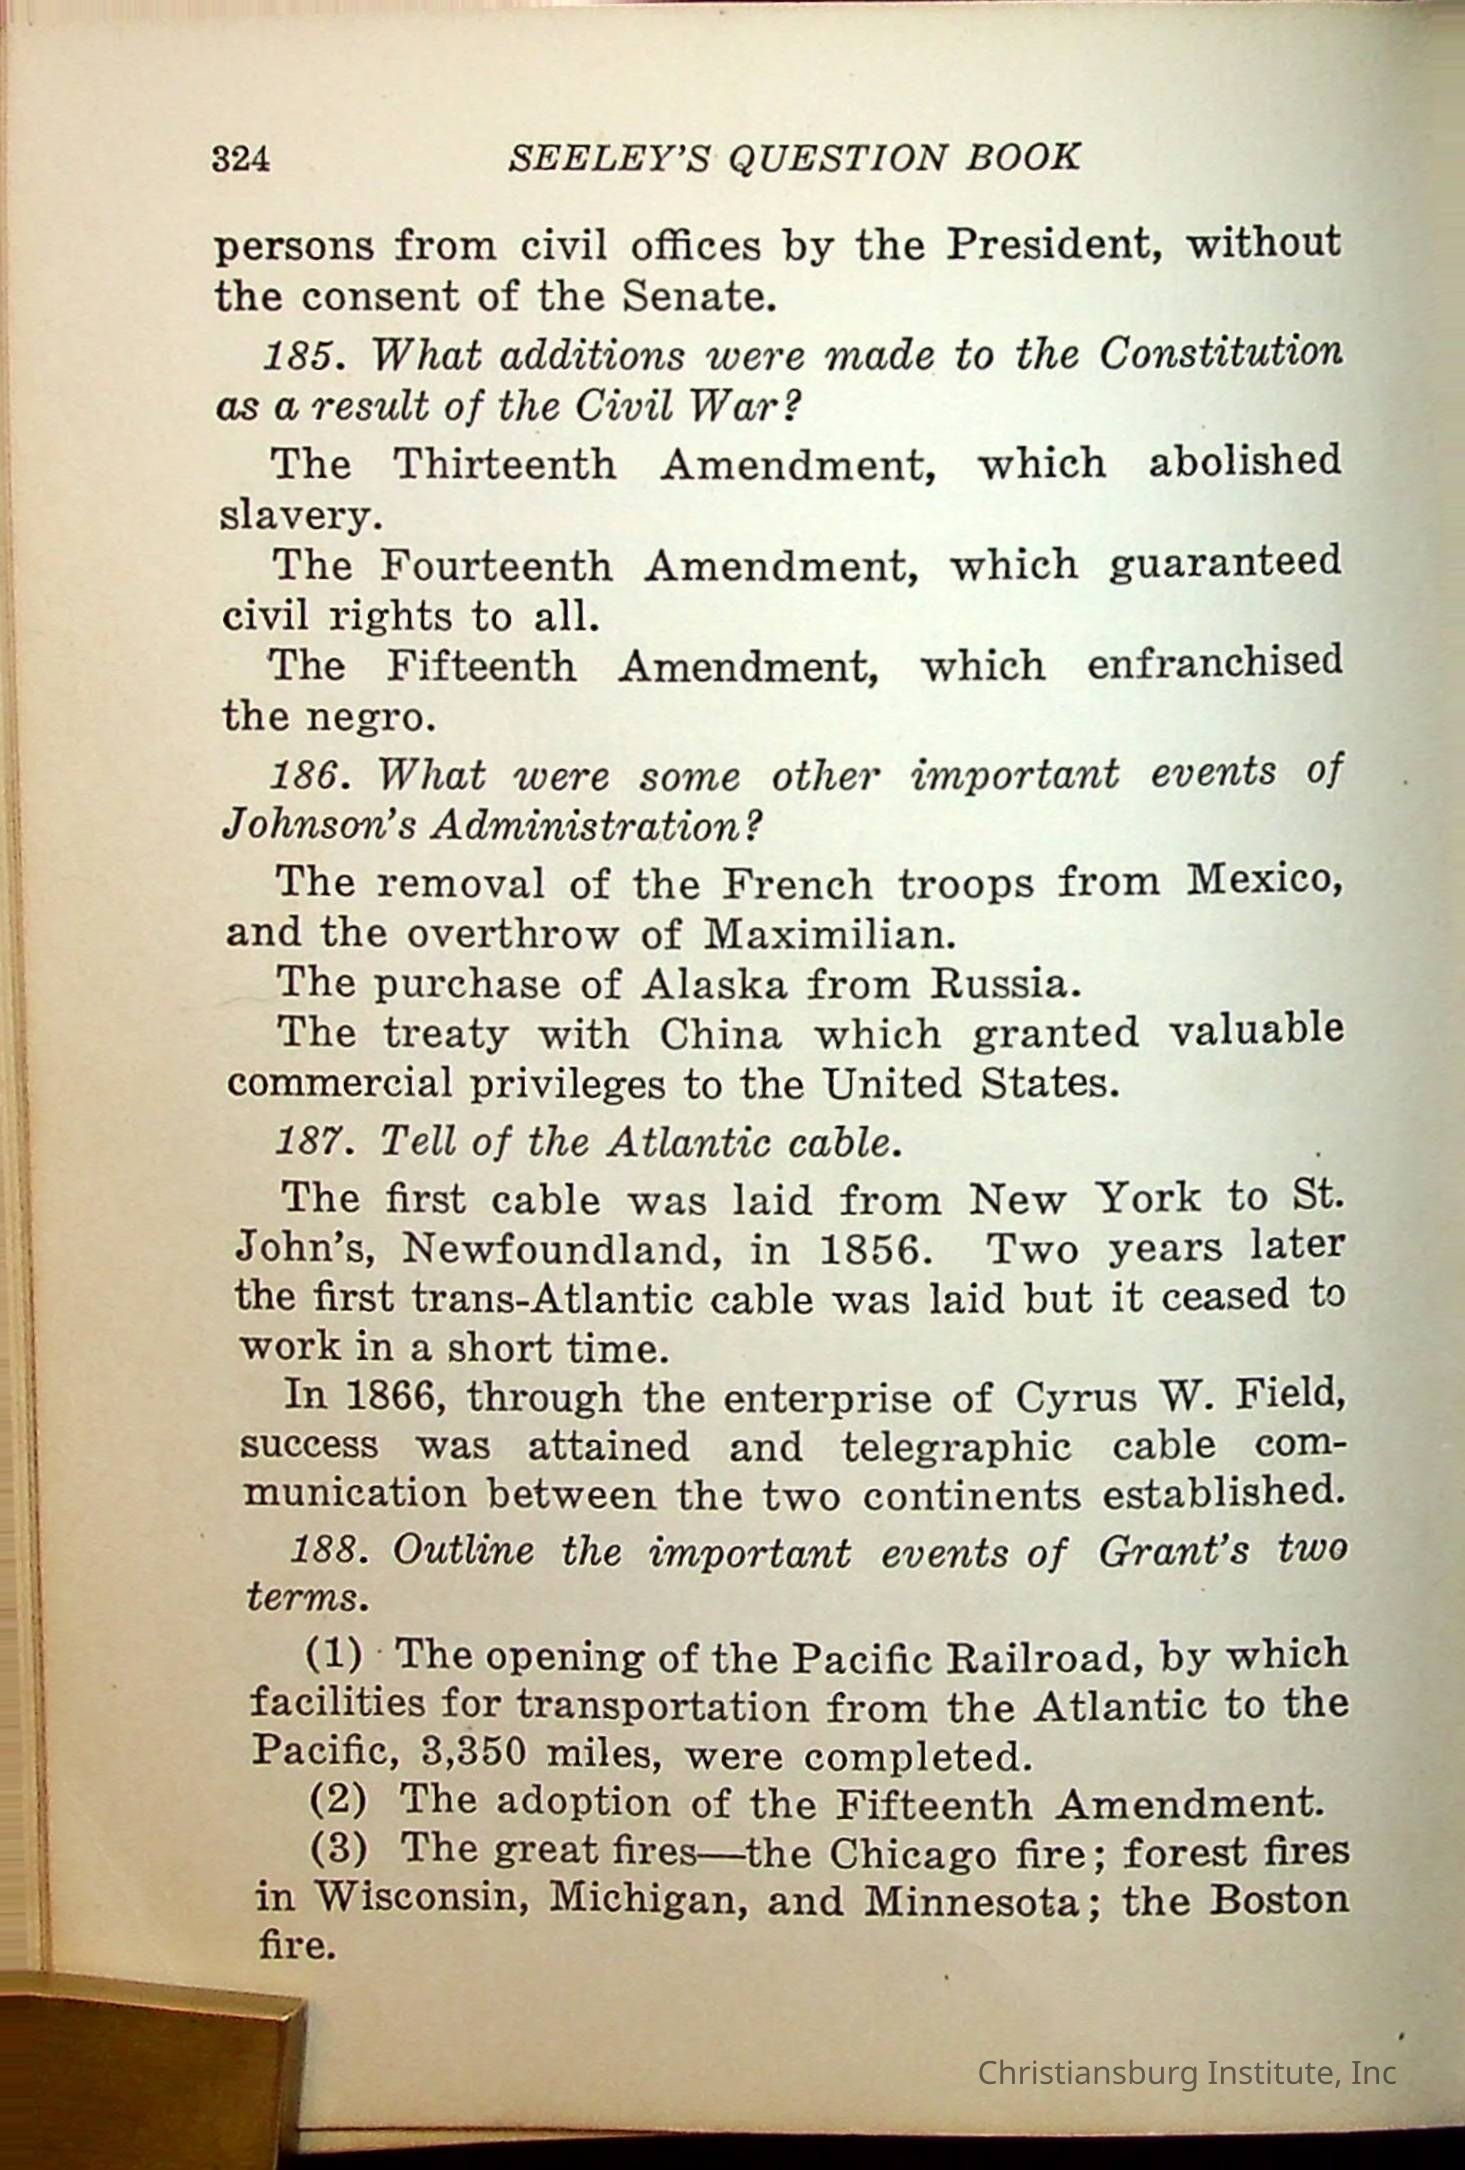 324 SEELEY'S QUESTION BOOK
persons from civil offices by the President, without
the consent of the Senate.
185. What additions were made to the Constitution
as a result of the Civil War?
The Thirteenth Amendment, which abolished
slavery.
The Fourteenth Amendment, which guaranteed
civil rights to all.
The Fifteenth Amendment, which enfranchised
the negro.
186. What were some other important events of
Johnson's Administration?
The removal of the French troops from Mexico,
and the overthrow of Maximilian.
The purchase of Alaska from Russia.
The treaty with China which granted valuable
commercial privileges to the United States.
187. Tell of the Atlantic cable.
The first cable was laid from New York to St.
John's, Newfoundland, in 1856. Two years later
the first trans-Atlantic cable was laid but it ceased to
work in a short time.
In 1866, through the enterprise of Cyrus W. Field,
success was attained and telegraphic cable com-
munication between the two continents established.
188. Outline the important events of Grant's two
terms.
(1) The opening of the Pacific Railroad, by which
facilities for transportation from the Atlantic to the
Pacific, 3,350 miles, were completed.
(2) The adoption of the Fifteenth Amendment.
(3) The great fires—the Chicago fire; forest fires
in Wisconsin, Michigan, and Minnesota; the Boston
fire.
Christiansburg Institute, Inc